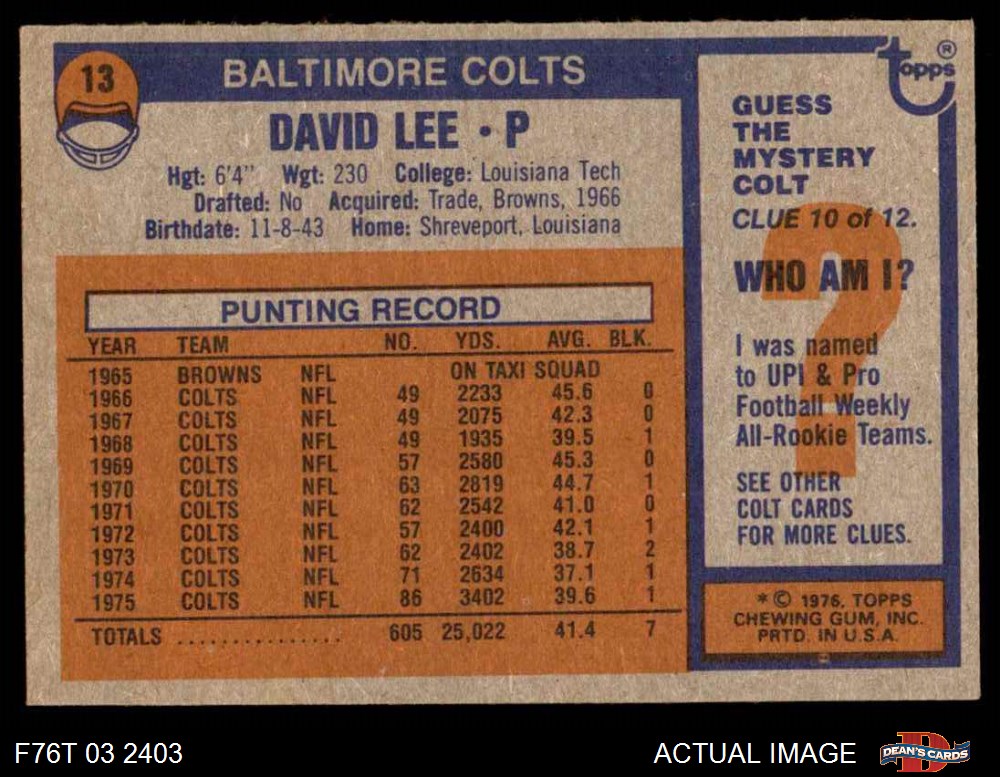 13
BALTIMORE COLTS
DAVID LEE • P
Hgt: 6'4" Wgt: 230 College: Louisiana Tech
Drafted: No Acquired: Trade, Browns, 1966
Birthdate: 11-8-43 Home: Shreveport, Louisiana
PUNTING RECORD
YEAR TEAM NO. YDS. AVG. BLK.
1965 BROWNS NFL ON TAXI SQUAD
1966 COLTS NFL 49 2233 45.6 0
1967 COLTS NFL 49 2075 42.3 0
1968 COLTS NFL 49 1935 39.5 1
1969 COLTS NFL 57 2580 45.3 0
1970 COLTS NFL 63 2819 44.7 1
1971 COLTS NFL 62 2542 41.0 0
1972 COLTS NFL 57 2400 42.1 1
1973 COLTS NFL 62 2402 38.7 2
1974 COLTS NFL 71 2634 37.1 1
1975 COLTS NFL 86 3402 39.6 1
TOTALS ................ 605 25,022 41.4 7
topps ®
GUESS
THE
MYSTERY
COLT
CLUE 10 of 12.
?
WHO AM I?
I was named
to UPI & Pro
Football Weekly
All-Rookie Teams.
SEE OTHER
COLT CARDS
FOR MORE CLUES.
* © 1976, TOPPS
CHEWING GUM, INC.
PRTD. IN U.S.A.
F76T 03 2403
ACTUAL IMAGE
D
DEAN'S CARDS